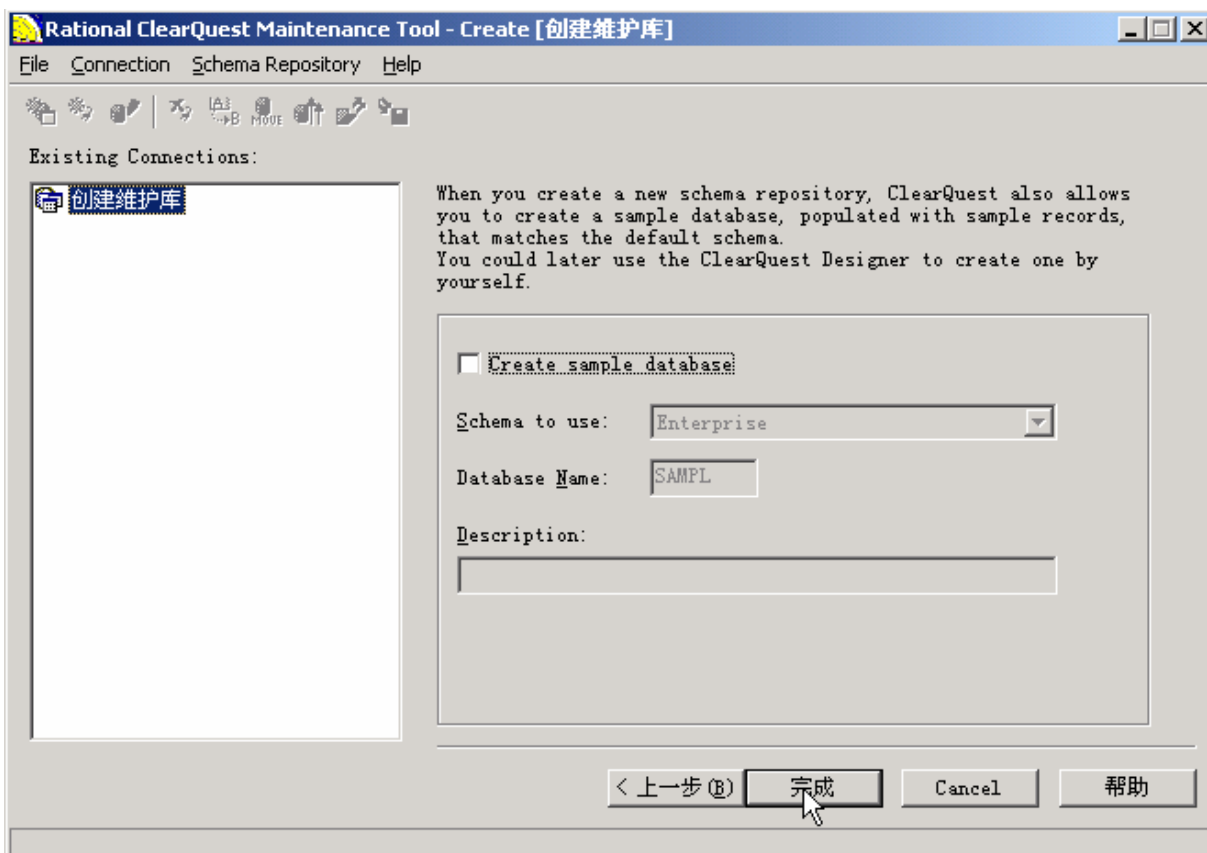 Rational ClearQuest Maintenance Tool - Create [创建维护库]
File Connection Schema Repository Help
MOVE
Existing Connections:
创建维护库
When you create a new schema repository, ClearQuest also allows
you to create a sample database, populated with sample records,
that matches the default schema.
You could later use the ClearQuest Designer to create one by
yourself.
Create sample database
Schema to use: Enterprise
Database Name: SAMPL
Description:
< 上一步(B) 完成 Cancel 帮助